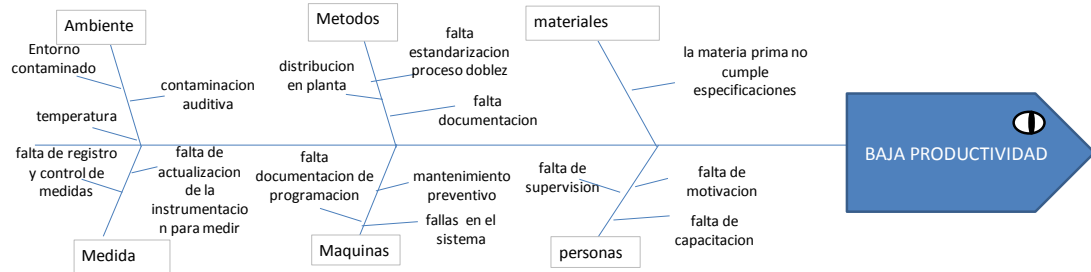 Ambiente
Metodos
materiales
Entorno
contaminado
contaminacion
auditiva
temperatura
distribucion
en planta
falta
estandarizacion
proceso doblez
falta
documentacion
la materia prima no
cumple
especificaciones
BAJA PRODUCTIVIDAD
falta de registro
y control de
medidas
falta de
actualizacion
de la
instrumentacio
n para medir
falta
documentacion de
programacion
mantenimiento
preventivo
fallas en el
sistema
falta de
supervision
falta de
motivacion
falta de
capacitacion
Medida
Maquinas
personas